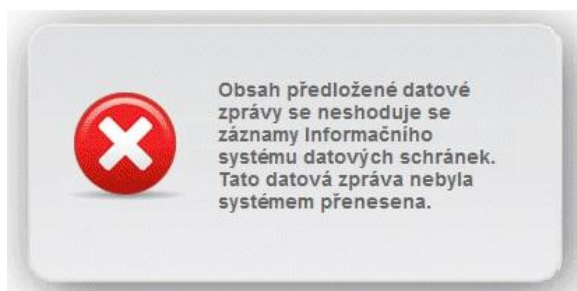 Obsah předložené datové
zprávy se neshoduje se
záznamy Informačního
systému datových schránek.
Tato datová zpráva nebyla
systémem přenesena.